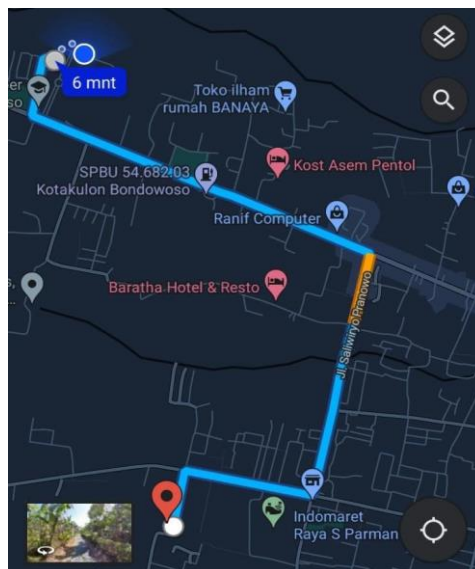 6 mnt
Toko ilham
rumah BANAYA
SPBU 54.682.03
Kotakulon Bondowoso
Kost Asem Pentol
Ranif Computer
Baratha Hotel & Resto
Jl. Saliwiryo Pranowo
Indomaret
Raya S Parman